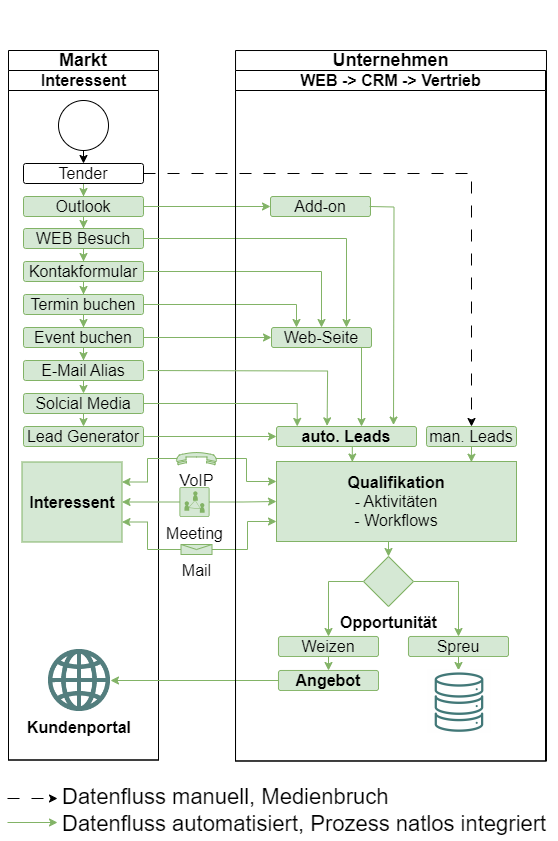 Markt
Unternehmen
Interessent
WEB -> CRM -> Vertrieb
Tender
Outlook
Add-on
WEB Besuch
Kontakformular
Termin buchen
Event buchen
Web-Seite
E-Mail Alias
Solcial Media
Lead Generator
auto. Leads
man. Leads
Interessent
VoIP
Meeting
Mail
Qualifikation
- Aktivitäten
- Workflows
Opportunität
Weizen
Spreu
Angebot
Kundenportal
Datenfluss manuell, Medienbruch
Datenfluss automatisiert, Prozess natlos integriert